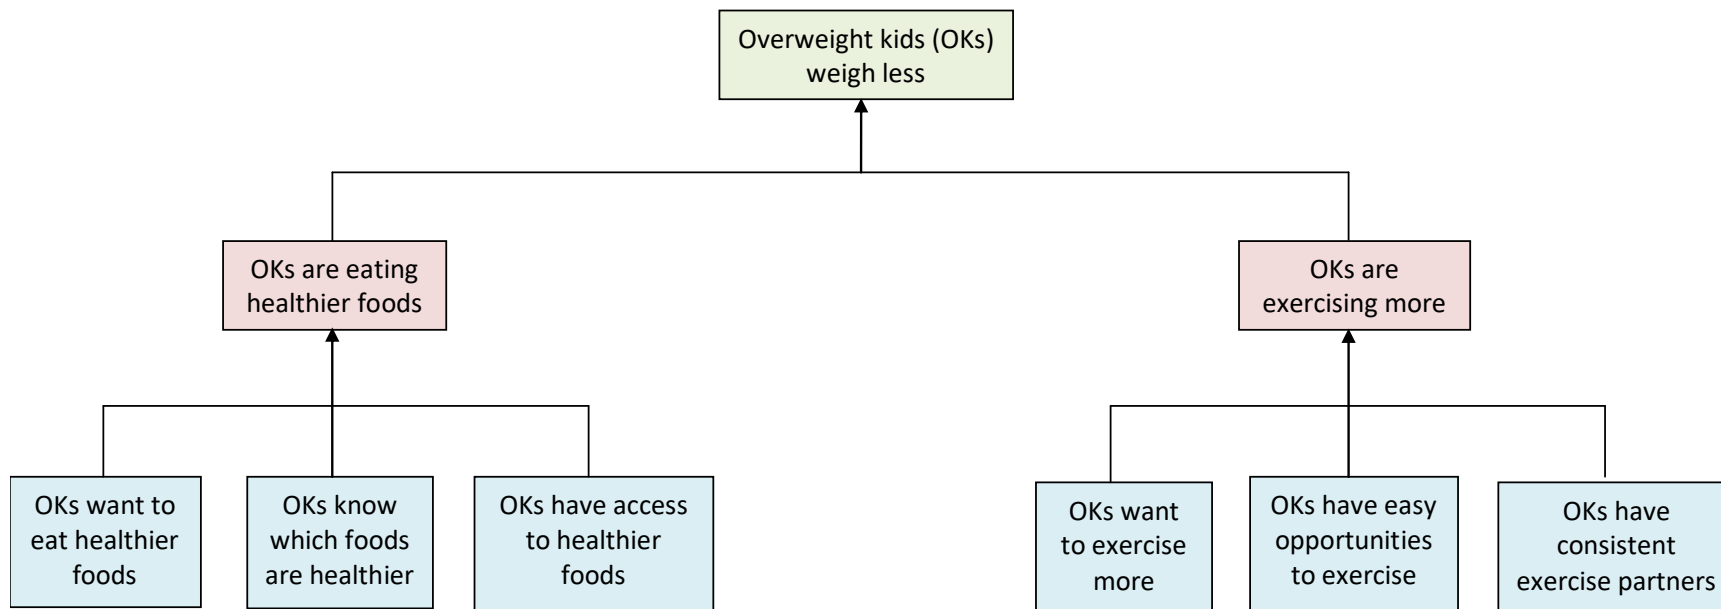 Overweight kids (OKs)
weigh less
OKs are eating
healthier foods
OKs are
exercising more
OKs want to
eat healthier
foods
OKs know
which foods
are healthier
OKs have access
to healthier
foods
OKs want
to exercise
more
OKs have easy
opportunities
to exercise
OKs have
consistent
exercise partners